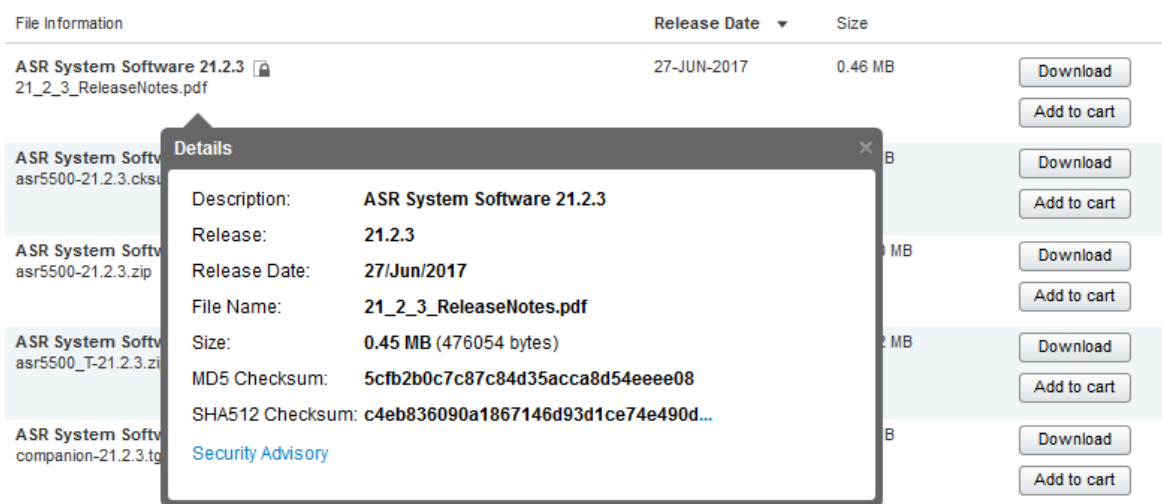 File Information Release Date Size
ASR System Software 21.2.3 27-JUN-2017 0.46 MB Download
21_2_3_ReleaseNotes.pdf
Add to cart
Details
ASR System Softw B Download
asr5500-21.2.3.cksu
Add to cart
Description: ASR System Software 21.2.3
Release: 21.2.3
ASR System Softw MB Download
asr5500-21.2.3.zip
Release Date: 27/Jun/2017
Add to cart
File Name: 21_2_3_ReleaseNotes.pdf
ASR System Softw 2 MB Download
Size: 0.45 MB (476054 bytes)
asr5500_T-21.2.3.zi
MD5 Checksum: 5cfb2b0c7c87c84d35acca8d54eeee08
Add to cart
SHA512 Checksum: c4eb836090a1867146d93d1ce74e490d...
ASR System Softw B Download
companion-21.2.3.tg
Security Advisory
Add to cart